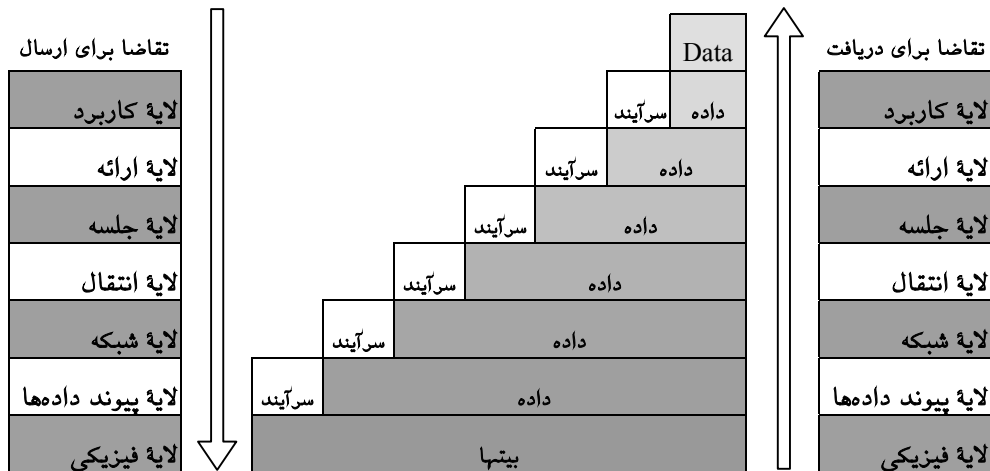 تقاضا برای دریافت
Data
تقاضا برای ارسال
لایهٔ کاربرد
داده
سرآیند
لایهٔ کاربرد
لایهٔ ارائه
داده
سرآیند
لایهٔ ارائه
لایهٔ جلسه
داده
سرآیند
لایهٔ جلسه
لایهٔ انتقال
داده
سرآیند
لایهٔ انتقال
لایهٔ شبکه
داده
سرآیند
لایهٔ شبکه
لایهٔ پیوند داده‌ها
داده
سرآیند
لایهٔ پیوند داده‌ها
لایهٔ فیزیکی
بیتها
لایهٔ فیزیکی